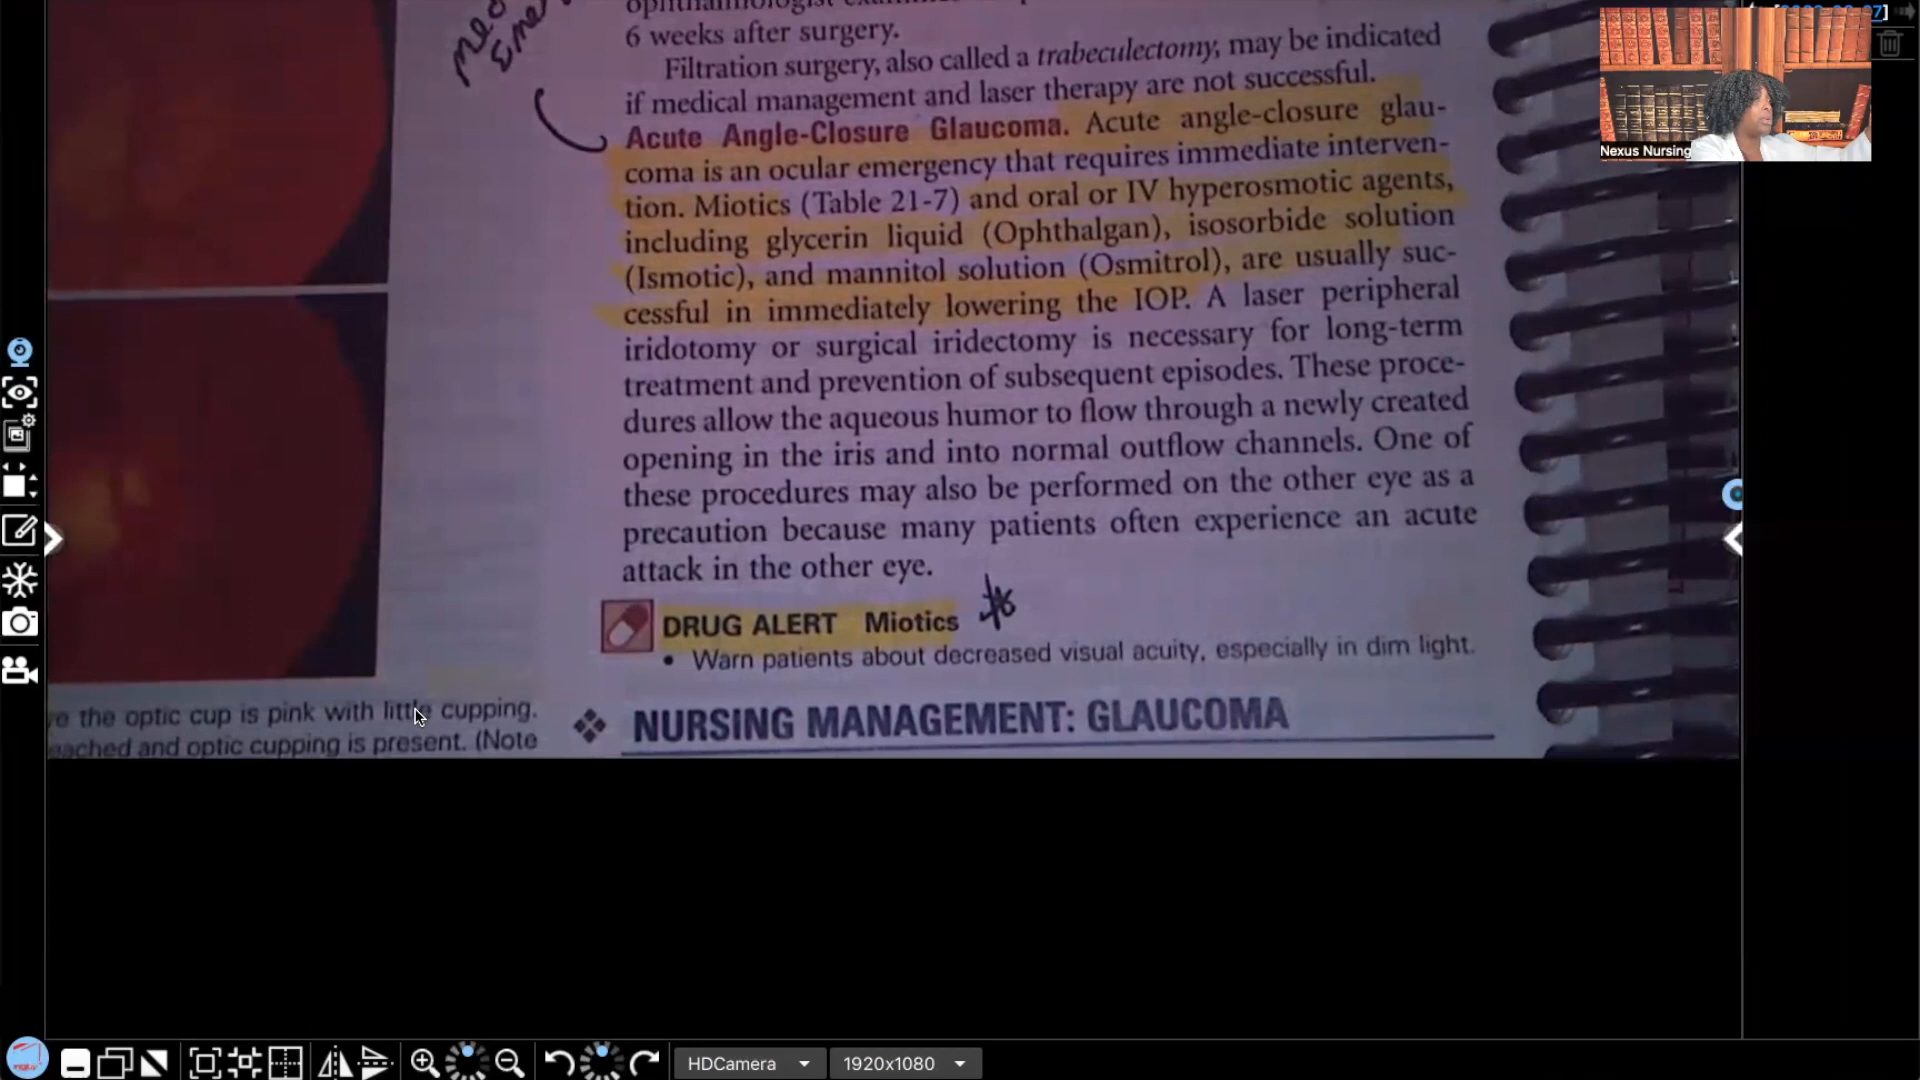 6 weeks after surgery.
Filtration surgery, also called a trabeculectomy, may be indicated
if medical management and laser therapy are not successful.
Acute Angle-Closure Glaucoma. Acute angle-closure glau-
coma is an ocular emergency that requires immediate interven-
tion. Miotics (Table 21-7) and oral or IV hyperosmotic agents,
including glycerin liquid (Ophthalgan), isosorbide solution
(Ismotic), and mannitol solution (Osmitrol), are usually suc-
cessful in immediately lowering the IOP. A laser peripheral
iridotomy or surgical iridectomy is necessary for long-term
treatment and prevention of subsequent episodes. These proce-
dures allow the aqueous humor to flow through a newly created
opening in the iris and into normal outflow channels. One of
these procedures may also be performed on the other eye as a
precaution because many patients often experience an acute
attack in the other eye.
DRUG ALERT Miotics
• Warn patients about decreased visual acuity, especially in dim light.
NURSING MANAGEMENT: GLAUCOMA
the optic cup is pink with little cupping.
and optic cupping is present. (Note
Nexus Nursing
HDCamera
1920x1080